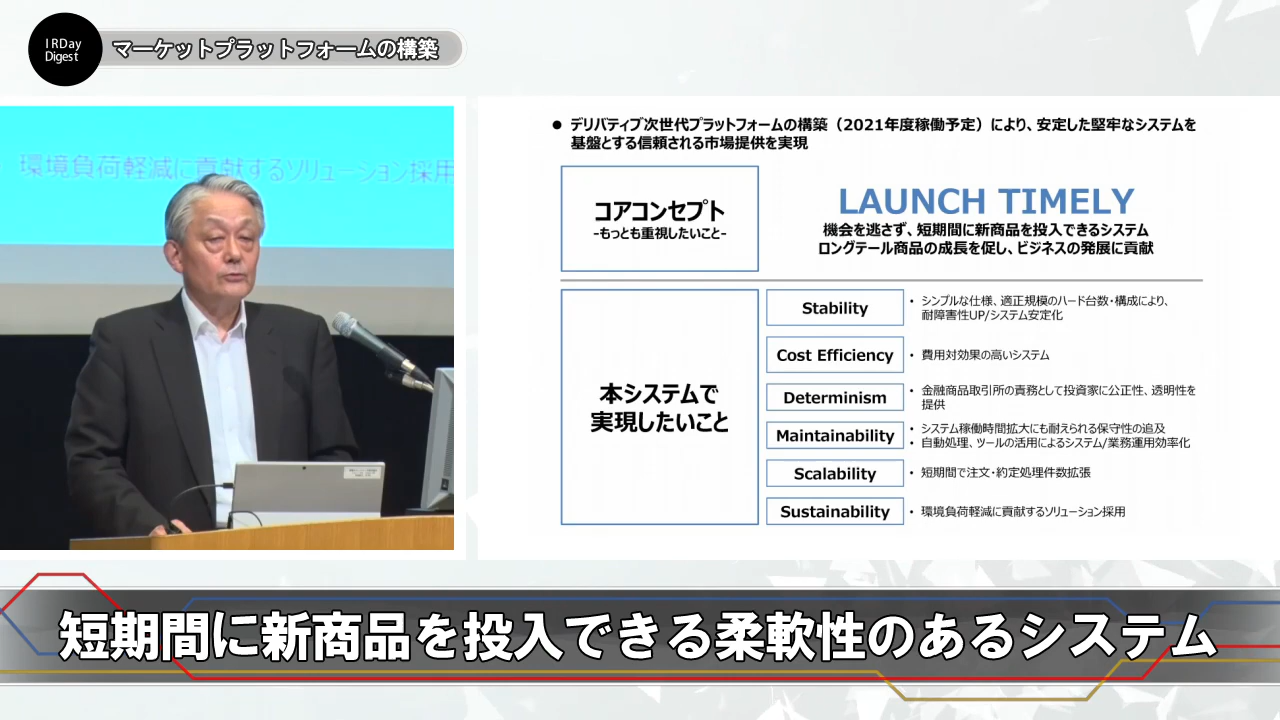 IRDay
Digest
マーケットプラットフォームの構築
環境負荷軽減に貢献するソリューション採用
● デリバティブ次世代プラットフォームの構築（2021年度稼働予定）により、安定した堅牢なシステムを
基盤とする信頼される市場提供を実現
コアコンセプト
-もっとも重視したいこと-
LAUNCH TIMELY
機会を逃さず、短期間に新商品を投入できるシステム
ロングテール商品の成長を促し、ビジネスの発展に貢献
本システムで
実現したいこと
Stability
・ シンプルな仕様、適正規模のハード台数・構成により、
耐障害性UP/システム安定化
Cost Efficiency
・ 費用対効果の高いシステム
Determinism
・ 金融商品取引所の責務として投資家に公正性、透明性を
提供
Maintainability
・ システム稼働時間拡大にも耐えられる保守性の追及
・ 自動処理、ツールの活用によるシステム/業務運用効率化
Scalability
・ 短期間で注文・約定処理件数拡張
Sustainability
・ 環境負荷軽減に貢献するソリューション採用
短期間に新商品を投入できる柔軟性のあるシステム